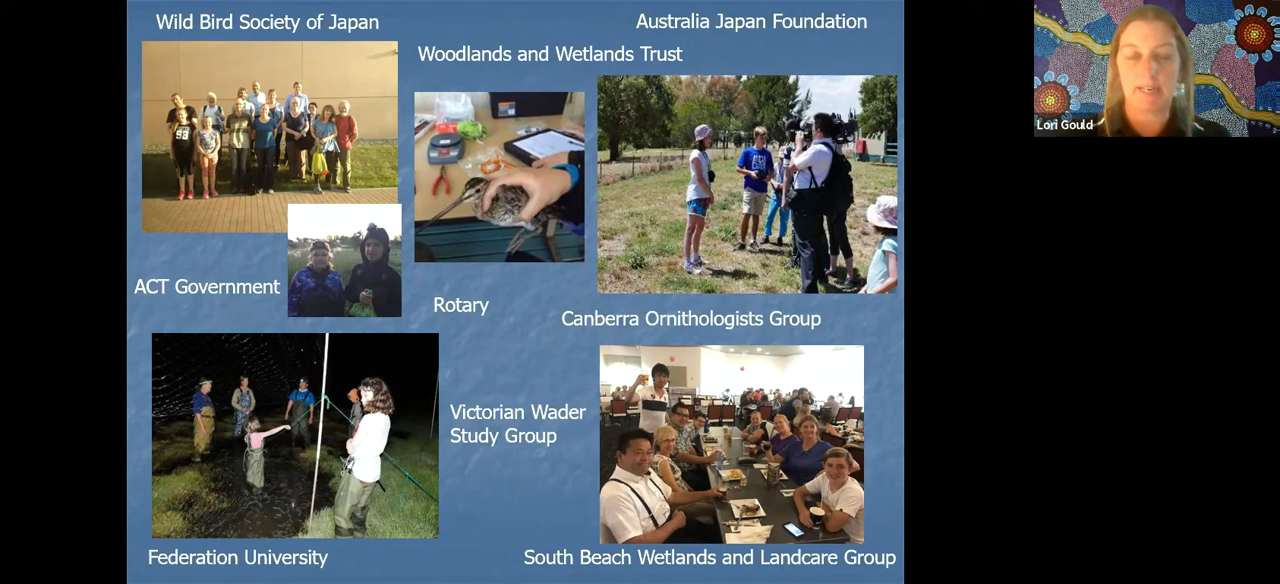 Wild Bird Society of Japan
Australia Japan Foundation
Woodlands and Wetlands Trust
Lori Gould
93
ACT Government
Rotary
Canberra Ornithologists Group
Victorian Wader
Study Group
Federation University
South Beach Wetlands and Landcare Group